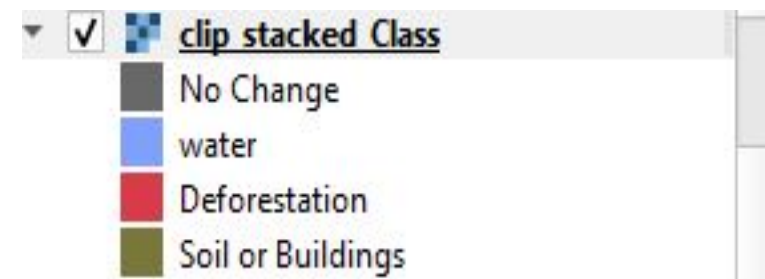 clip stacked Class
No Change
water
Deforestation
Soil or Buildings